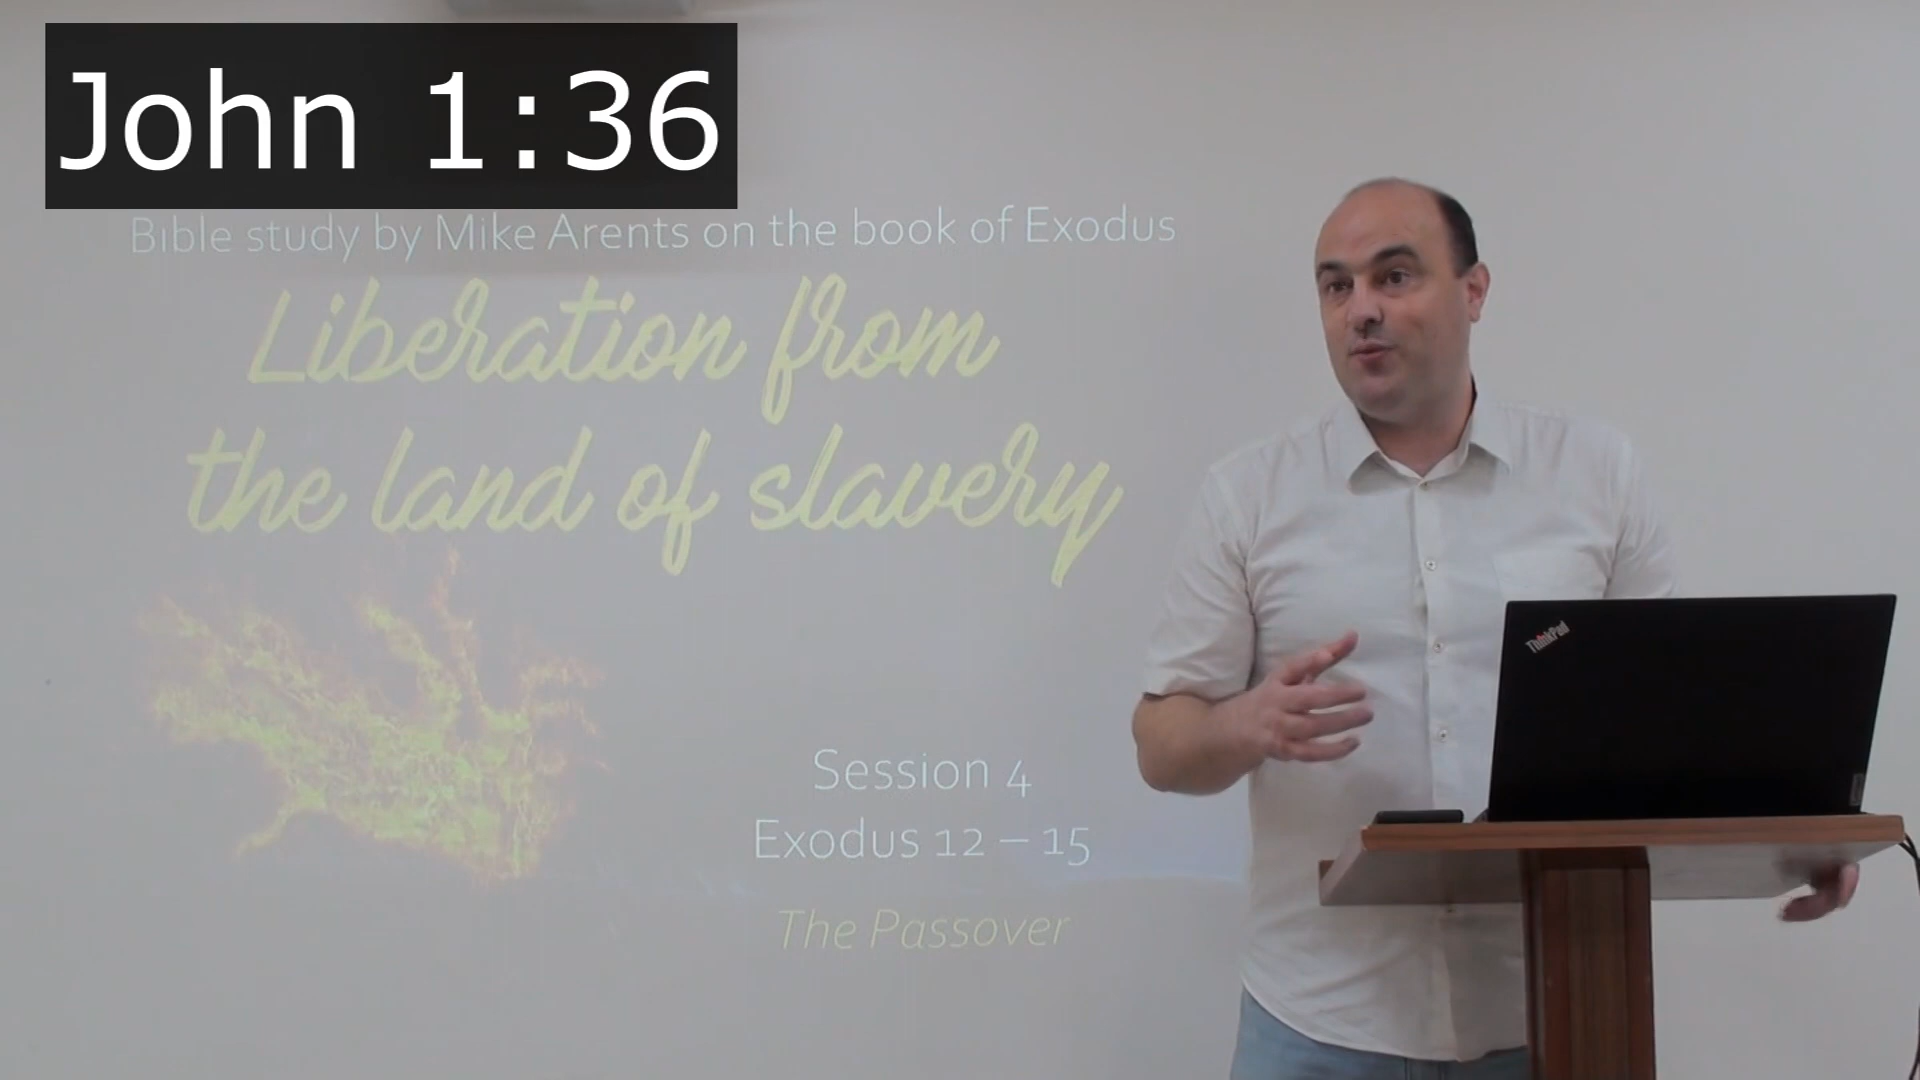 John 1:36
Bible study by Mike Arents on the book of Exodus
Liberation from
the land of slavery
ThinkPad
Session 4
Exodus 12 – 15
The Passover